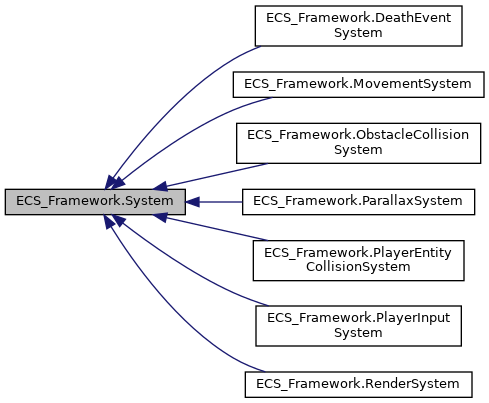 ECS_Framework.DeathEvent
System
ECS_Framework.MovementSystem
ECS_Framework.ObstacleCollision
System
ECS_Framework.System
ECS_Framework.ParallaxSystem
ECS_Framework.PlayerEntity
CollisionSystem
ECS_Framework.PlayerInput
System
ECS_Framework.RenderSystem